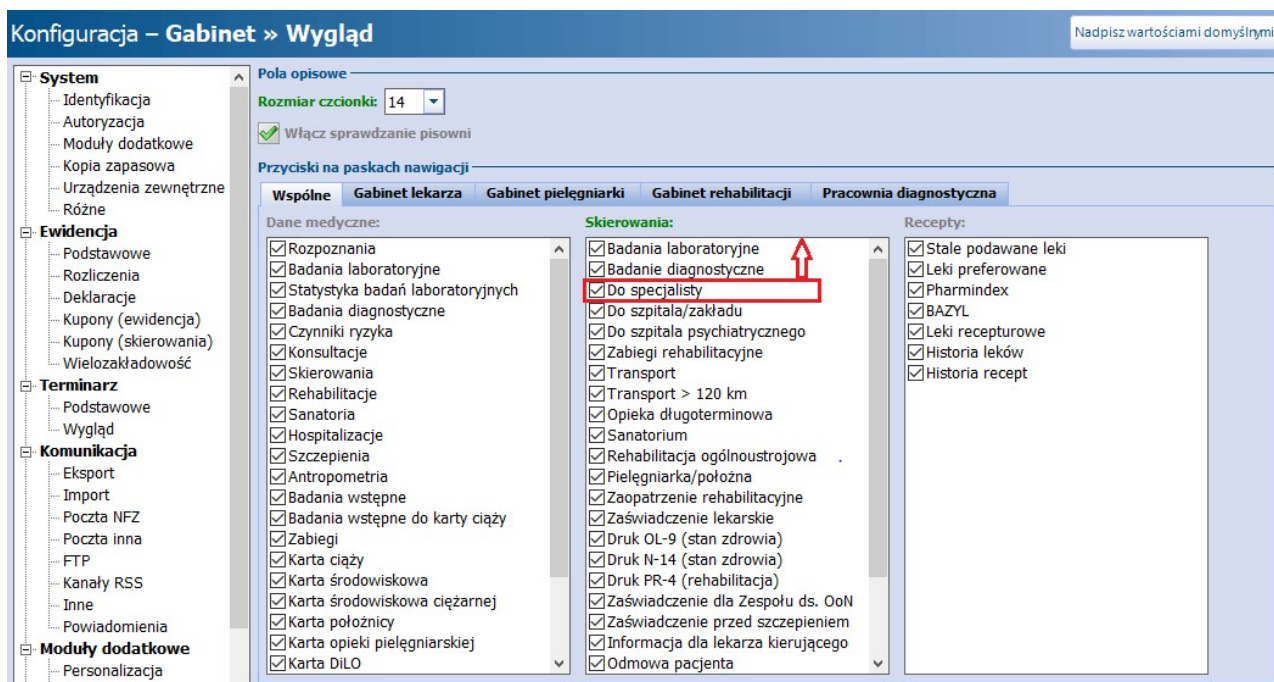 Konfiguracja – Gabinet » Wygląd
Nadpisz wartościami domyślnymi
System
Identyfikacja
Autoryzacja
Moduły dodatkowe
Kopia zapasowa
Urządzenia zewnętrzne
Różne
Ewidencja
Podstawowe
Rozliczenia
Deklaracje
Kupony (ewidencja)
Kupony (skierowania)
Wielozakładowość
Terminarz
Podstawowe
Wygląd
Komunikacja
Eksport
Import
Poczta NFZ
Poczta inna
FTP
Kanały RSS
Inne
Powiadomienia
Moduły dodatkowe
Personalizacja
Pola opisowe
Rozmiar czcionki: 14
Włącz sprawdzanie pisowni
Przyciski na paskach nawigacji
Wspólne Gabinet lekarza Gabinet pielęgniarki Gabinet rehabilitacji Pracownia diagnostyczna
Dane medyczne:
Rozpoznania
Badania laboratoryjne
Statystyka badań laboratoryjnych
Badania diagnostyczne
Czynniki ryzyka
Konsultacje
Skierowania
Rehabilitacje
Sanatoria
Hospitalizacje
Szczepienia
Antropometria
Badania wstępne
Badania wstępne do karty ciąży
Zabiegi
Karta ciąży
Karta środowiskowa
Karta środowiskowa ciężarnej
Karta położnicy
Karta opieki pielęgniarskiej
Karta DiLO
Skierowania:
Badania laboratoryjne
Badanie diagnostyczne
Do specjalisty
Do szpitala/zakładu
Do szpitala psychiatrycznego
Zabiegi rehabilitacyjne
Transport
Transport > 120 km
Opieka długoterminowa
Sanatorium
Rehabilitacja ogólnoustrojowa
Pielęgniarka/położna
Zaopatrzenie rehabilitacyjne
Zaświadczenie lekarskie
Druk OL-9 (stan zdrowia)
Druk N-14 (stan zdrowia)
Druk PR-4 (rehabilitacja)
Zaświadczenie dla Zespołu ds. OoN
Zaświadczenie przed szczepieniem
Informacja dla lekarza kierującego
Odmowa pacjenta
Recepty:
Stale podawane leki
Leki preferowane
Pharmindex
BAZYL
Leki recepturowe
Historia leków
Historia recept